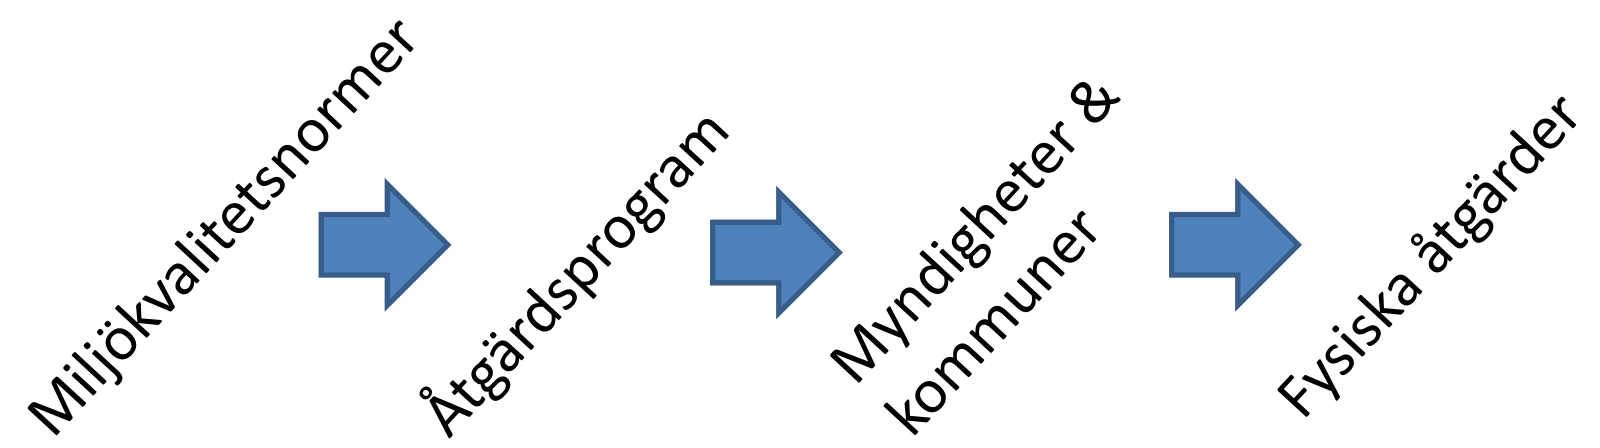 Miljökvalitetsnormer
Åtgärdsprogram
Myndigheter &
kommuner
Fysiska åtgärder